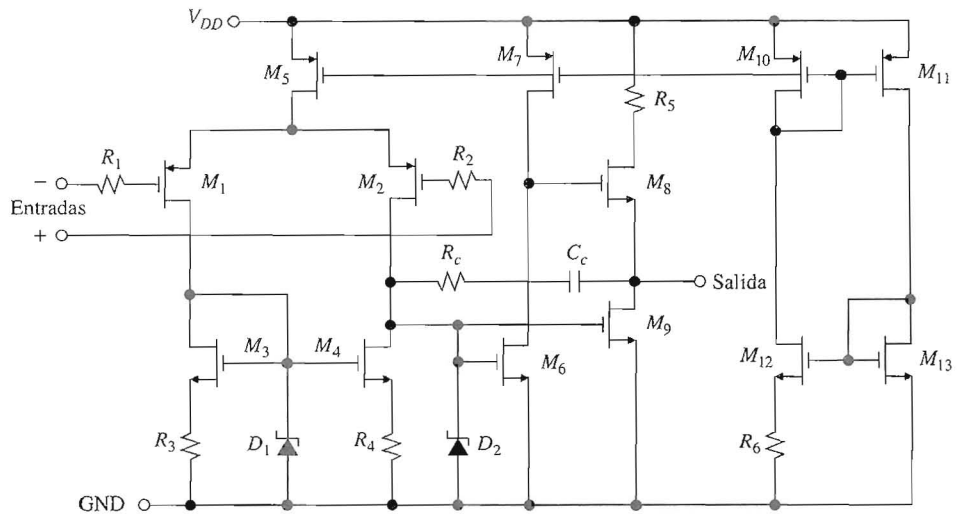 V_DD
M_5
M_7
M_10
M_11
R_5
R_1
−
M_1
M_2
R_2
M_8
Entradas
+
R_c
C_c
Salida
M_3
M_4
M_6
M_9
M_12
M_13
R_3
D_1
R_4
D_2
R_6
GND